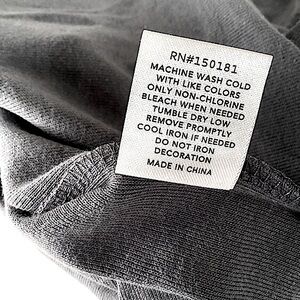 RN#150181
MACHINE WASH COLD
WITH LIKE COLORS
ONLY NON-CHLORINE
BLEACH WHEN NEEDED
TUMBLE DRY LOW
REMOVE PROMPTLY
COOL IRON IF NEEDED
DO NOT IRON
DECORATION
MADE IN CHINA